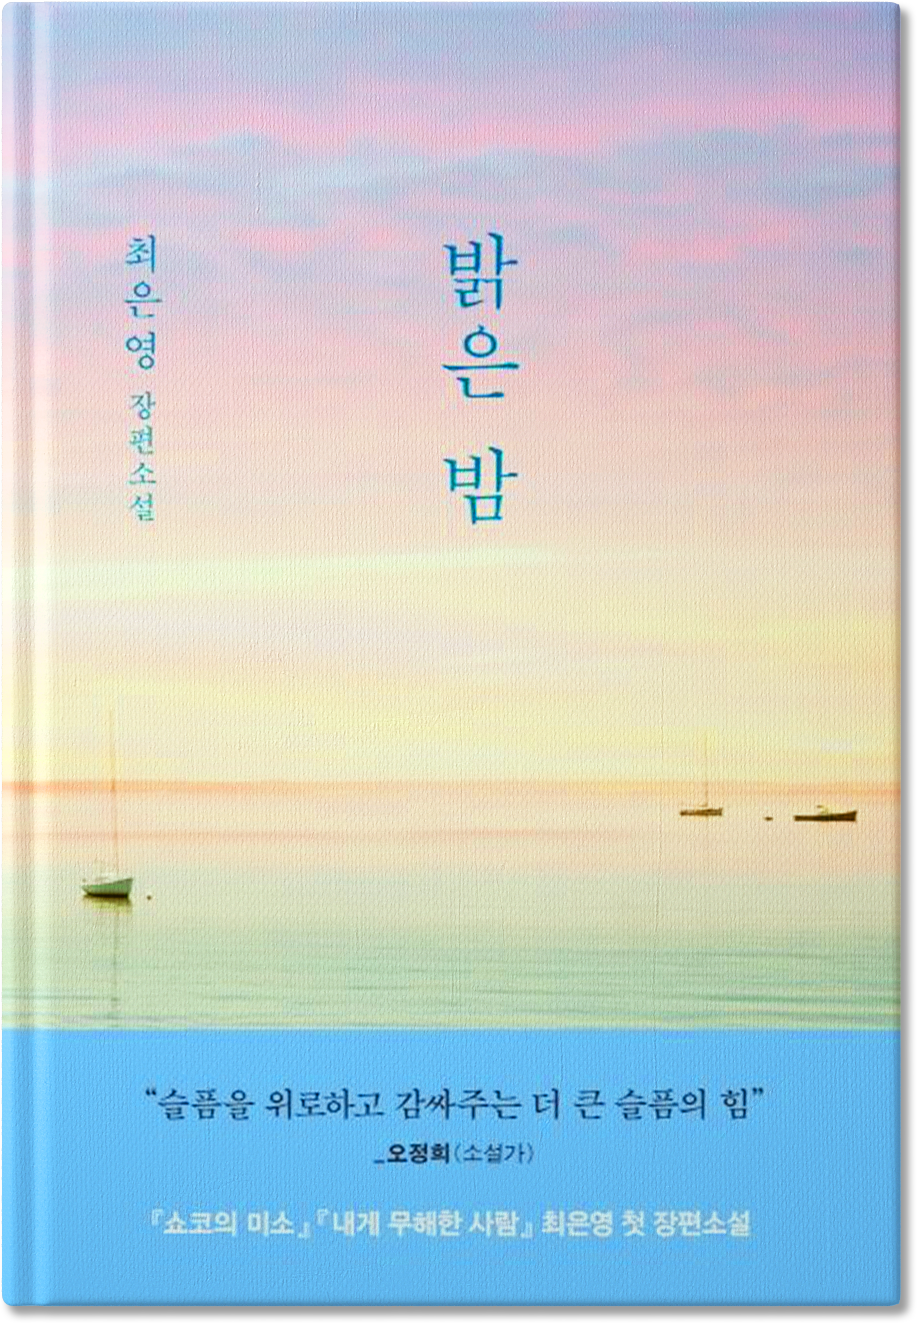 밝은 밤
최은영 장편소설
“슬픔을 위로하고 감싸주는 더 큰 슬픔의 힘”
_오정희(소설가)
『쇼코의 미소』『내게 무해한 사람』 최은영 첫 장편소설